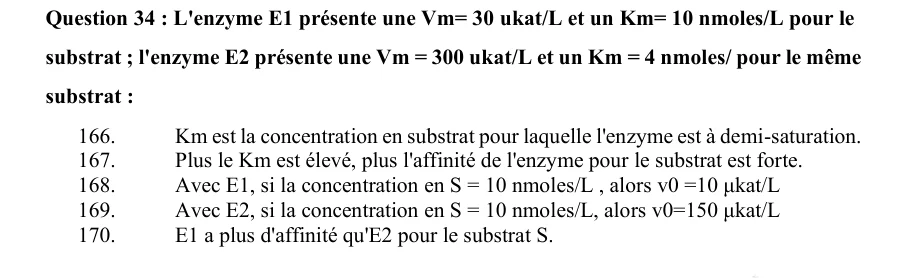 Question 34 : L'enzyme E1 présente une Vm= 30 ukat/L et un Km= 10 nmoles/L pour le
substrat ; l'enzyme E2 présente une Vm = 300 ukat/L et un Km = 4 nmoles/ pour le même
substrat :
166. Km est la concentration en substrat pour laquelle l'enzyme est à demi-saturation.
167. Plus le Km est élevé, plus l'affinité de l'enzyme pour le substrat est forte.
168. Avec E1, si la concentration en S = 10 nmoles/L , alors v0 =10 µkat/L
169. Avec E2, si la concentration en S = 10 nmoles/L, alors v0=150 µkat/L
170. E1 a plus d'affinité qu'E2 pour le substrat S.